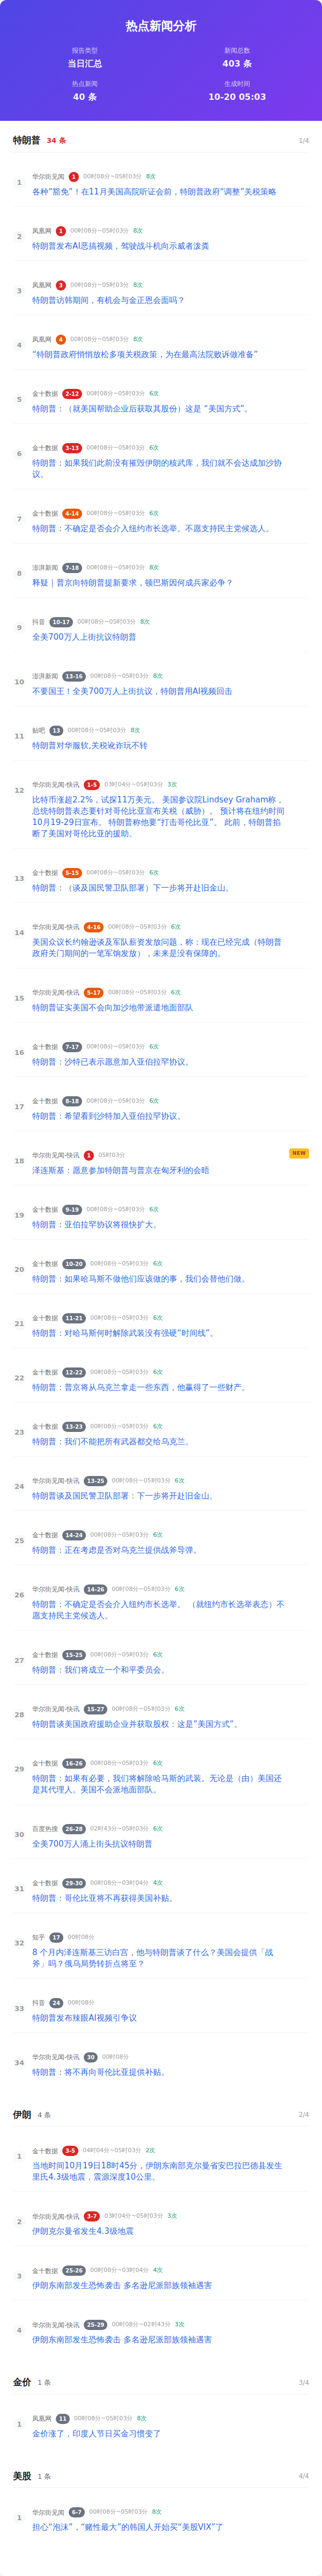 热点新闻分析
报告类型
新闻总数
当日汇总
403 条
热点新闻
生成时间
40 条
10-20 05:03
特朗普 34 条 1/4
1 华尔街见闻 1 00时08分~05时03分 8次
各种“豁免”！在11月美国高院听证会前，特朗普政府“调整”关税策略
2 凤凰网 1 00时08分~05时03分 8次
特朗普发布AI恶搞视频，驾驶战斗机向示威者泼粪
3 凤凰网 3 00时08分~05时03分 8次
特朗普访韩期间，有机会与金正恩会面吗？
4 凤凰网 4 00时08分~05时03分 8次
“特朗普政府悄悄放松多项关税政策，为在最高法院败诉做准备”
5 金十数据 2-12 00时08分~05时03分 6次
特朗普：（就美国帮助企业后获取其股份）这是 “美国方式”。
6 金十数据 3-13 00时08分~05时03分 6次
特朗普：如果我们此前没有摧毁伊朗的核武库，我们就不会达成加沙协
议。
7 金十数据 4-14 00时08分~05时03分 6次
特朗普：不确定是否会介入纽约市长选举。不愿支持民主党候选人。
8 澎湃新闻 7-18 00时08分~05时03分 8次
释疑｜普京向特朗普提新要求，顿巴斯因何成兵家必争？
9 抖音 10-17 00时08分~05时03分 8次
全美700万人上街抗议特朗普
10 澎湃新闻 13-16 00时08分~05时03分 8次
不要国王！全美700万人上街抗议，特朗普用AI视频回击
11 贴吧 13 00时08分~05时03分 8次
特朗普对华服软,关税讹诈玩不转
12 华尔街见闻-快讯 1-5 03时04分~05时03分 3次
比特币涨超2.2%，试探11万美元。 美国参议院Lindsey Graham称，
总统特朗普表态要针对哥伦比亚宣布关税（威胁）。 预计将在纽约时间
10月19-29日宣布。 特朗普称他要“打击哥伦比亚”。 此前，特朗普掐
断了美国对哥伦比亚的援助。
13 金十数据 5-15 00时08分~05时03分 6次
特朗普：（谈及国民警卫队部署）下一步将开赴旧金山。
14 华尔街见闻-快讯 4-16 00时08分~05时03分 6次
美国众议长约翰逊谈及军队薪资发放问题，称：现在已经完成（特朗普
政府关门期间的一笔军饷发放），未来是没有保障的。
15 华尔街见闻-快讯 5-17 00时08分~05时03分 6次
特朗普证实美国不会向加沙地带派遣地面部队
16 金十数据 7-17 00时08分~05时03分 6次
特朗普：沙特已表示愿意加入亚伯拉罕协议。
17 金十数据 8-18 00时08分~05时03分 6次
特朗普：希望看到沙特加入亚伯拉罕协议。
18 华尔街见闻-快讯 1 05时03分 NEW
泽连斯基：愿意参加特朗普与普京在匈牙利的会晤
19 金十数据 9-19 00时08分~05时03分 6次
特朗普：亚伯拉罕协议将很快扩大。
20 金十数据 10-20 00时08分~05时03分 6次
特朗普：如果哈马斯不做他们应该做的事，我们会替他们做。
21 金十数据 11-21 00时08分~05时03分 6次
特朗普：对哈马斯何时解除武装没有强硬“时间线”。
22 金十数据 12-22 00时08分~05时03分 6次
特朗普：普京将从乌克兰拿走一些东西，他赢得了一些财产。
23 金十数据 13-23 00时08分~05时03分 6次
特朗普：我们不能把所有武器都交给乌克兰。
24 华尔街见闻-快讯 13-25 00时08分~05时03分 6次
特朗普谈及国民警卫队部署：下一步将开赴旧金山。
25 金十数据 14-24 00时08分~05时03分 6次
特朗普：正在考虑是否对乌克兰提供战斧导弹。
26 华尔街见闻-快讯 14-26 00时08分~05时03分 6次
特朗普：不确定是否会介入纽约市长选举。 （就纽约市长选举表态）不
愿支持民主党候选人。
27 金十数据 15-25 00时08分~05时03分 6次
特朗普：我们将成立一个和平委员会。
28 华尔街见闻-快讯 15-27 00时08分~05时03分 6次
特朗普谈美国政府援助企业并获取股权：这是“美国方式”。
29 金十数据 16-26 00时08分~05时03分 6次
特朗普：如果有必要，我们将解除哈马斯的武装。无论是（由）美国还
是其代理人。美国不会派地面部队。
30 百度热搜 26-28 02时43分~05时03分 6次
全美700万人涌上街头抗议特朗普
31 金十数据 29-30 00时08分~03时04分 4次
特朗普：哥伦比亚将不再获得美国补贴。
32 知乎 17 00时08分
8 个月内泽连斯基三访白宫，他与特朗普谈了什么？美国会提供「战
斧」吗？俄乌局势转折点将至？
33 抖音 24 00时08分
特朗普发布辣眼AI视频引争议
34 华尔街见闻-快讯 30 00时08分
特朗普：将不再向哥伦比亚提供补贴。
伊朗 4 条 2/4
1 金十数据 3-5 04时04分~05时03分 2次
当地时间10月19日18时45分，伊朗东南部克尔曼省安巴拉巴德县发生
里氏4.3级地震，震源深度10公里。
2 华尔街见闻-快讯 3-7 03时04分~05时03分 3次
伊朗克尔曼省发生4.3级地震
3 金十数据 25-26 00时08分~03时04分 4次
伊朗东南部发生恐怖袭击 多名逊尼派部族领袖遇害
4 华尔街见闻-快讯 25-29 00时08分~02时43分 3次
伊朗东南部发生恐怖袭击 多名逊尼派部族领袖遇害
金价 1 条 3/4
1 凤凰网 11 00时08分~05时03分 8次
金价涨了，印度人节日买金习惯变了
美股 1 条 4/4
1 华尔街见闻 6-7 00时08分~05时03分 8次
担心“泡沫”，“赌性最大”的韩国人开始买“美股VIX”了